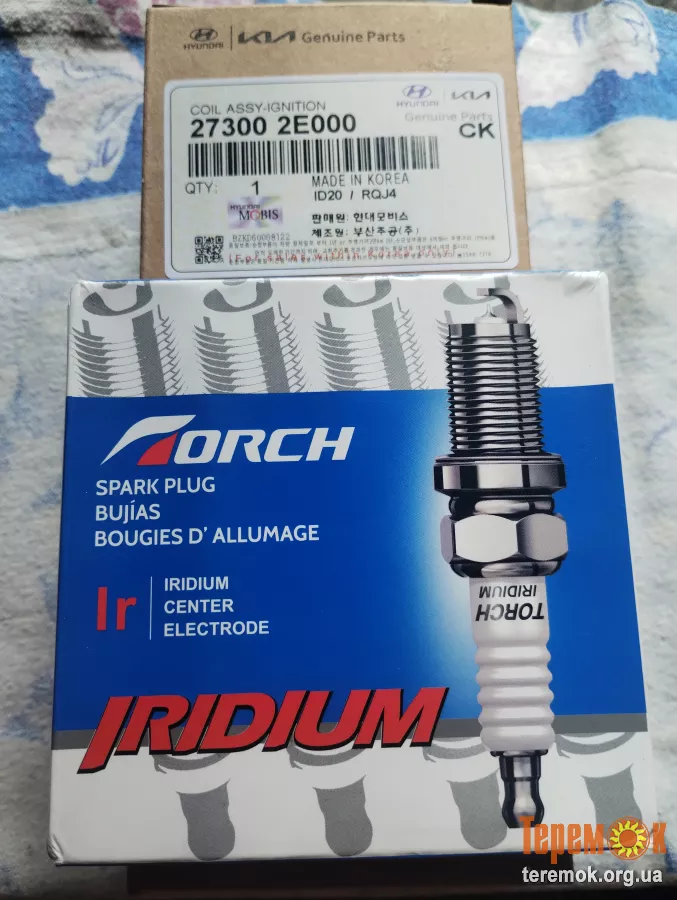 HYUNDAI KIA Genuine Parts
HYUNDAI KIA
Genuine Parts
COIL ASSY-IGNITION
27300 2E000
CK
QTY: 1
MADE IN KOREA
ID20 / RQJ4
HYUNDAI
MOBIS
판매원: 현대모비스
제조원: 부산주공(주)
TORCH
SPARK PLUG
BUJÍAS
BOUGIES D' ALLUMAGE
Ir
IRIDIUM
CENTER
ELECTRODE
TORCH
IRIDIUM
IRIDIUM
Теремок
teremok.org.ua